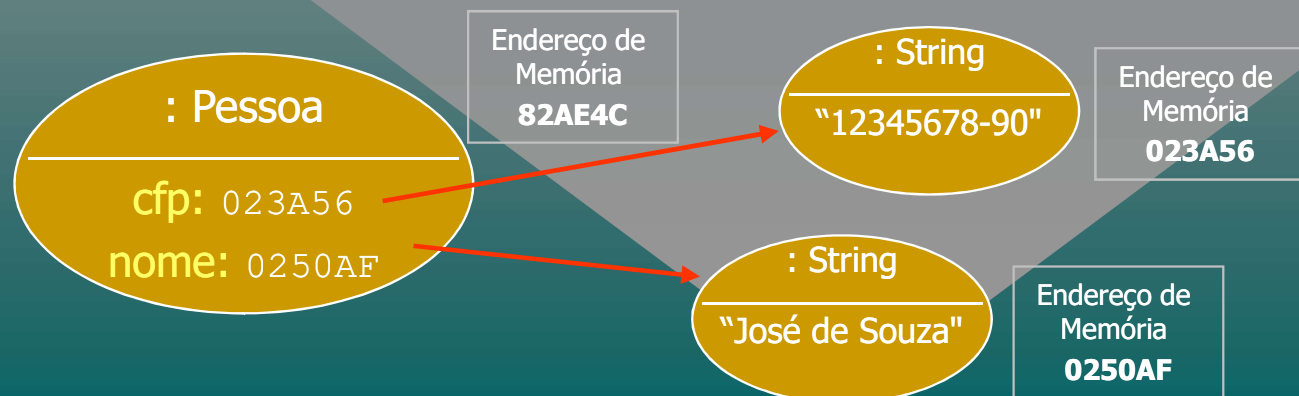 : Pessoa
cfp: 023A56
nome: 0250AF
Endereço de
Memória
82AE4C
: String
“12345678-90"
Endereço de
Memória
023A56
: String
“José de Souza"
Endereço de
Memória
0250AF